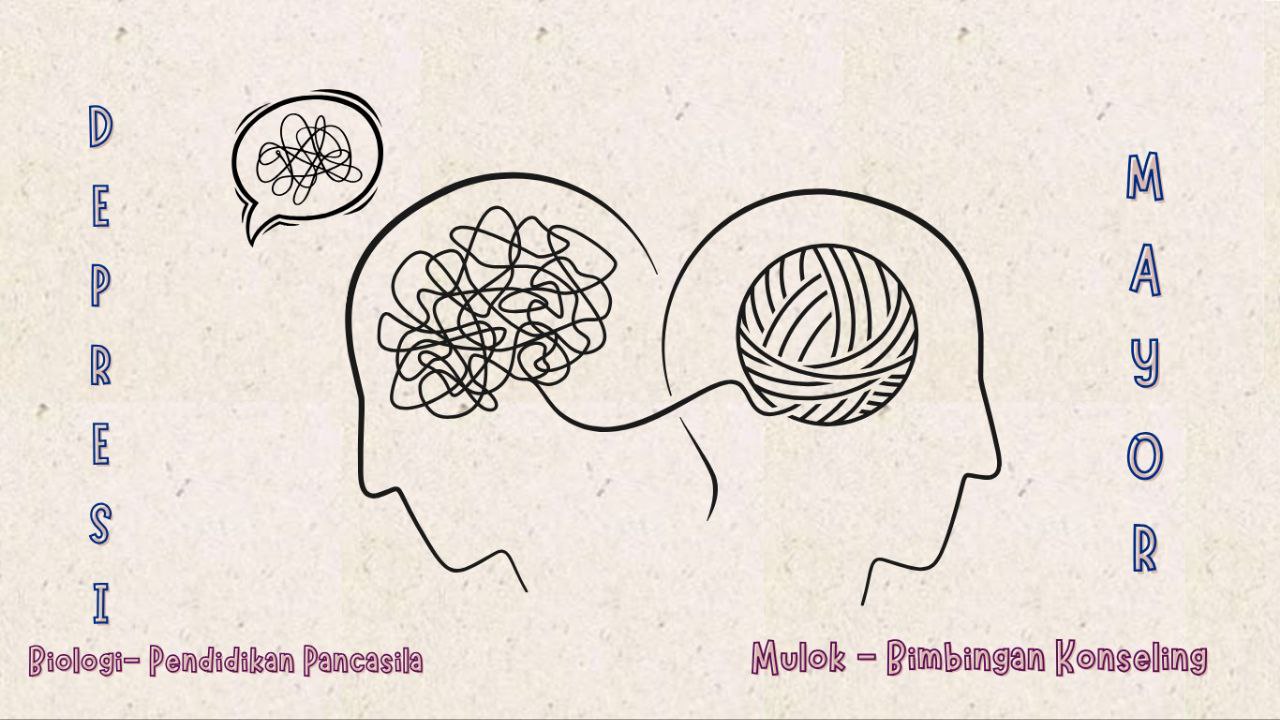 DEPRESI
MAYOR
Biologi- Pendidikan Pancasila
Mulok - Bimbingan Konseling